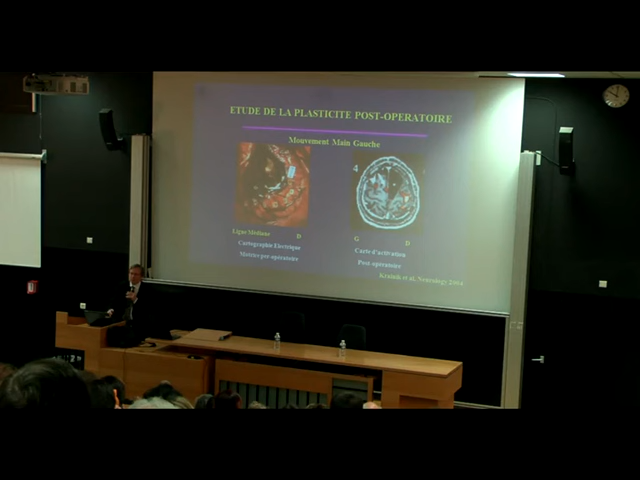 ETUDE DE LA PLASTICITE POST-OPERATOIRE
Mouvement Main Gauche
4
Ligne Médiane D
Cartographie Electrique
Motrice per-opératoire
G D
Carte d'activation
Post-opératoire
et al, Neurology 2004